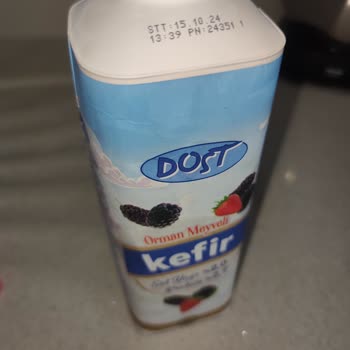 STT:15.10.24
13:39 PN:24351 1
DOST
Orman Meyveli
kefir